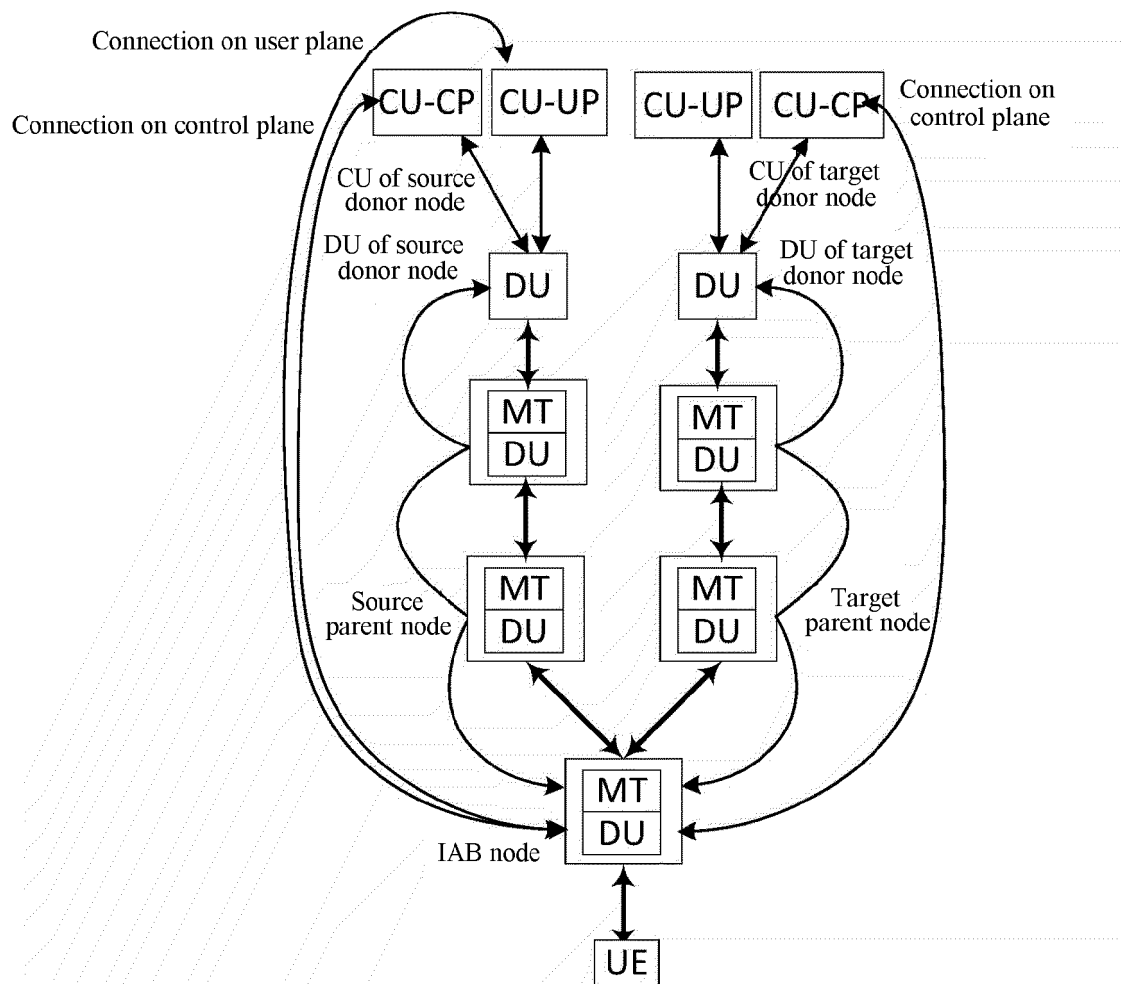 Connection on user plane
CU-CP
CU-UP
CU-UP
CU-CP
Connection on
control plane
Connection on control plane
CU of source
donor node
CU of target
donor node
DU of source
donor node
DU of target
donor node
DU
DU
MT
DU
MT
DU
MT
DU
MT
DU
Source
parent node
Target
parent node
MT
DU
IAB node
UE